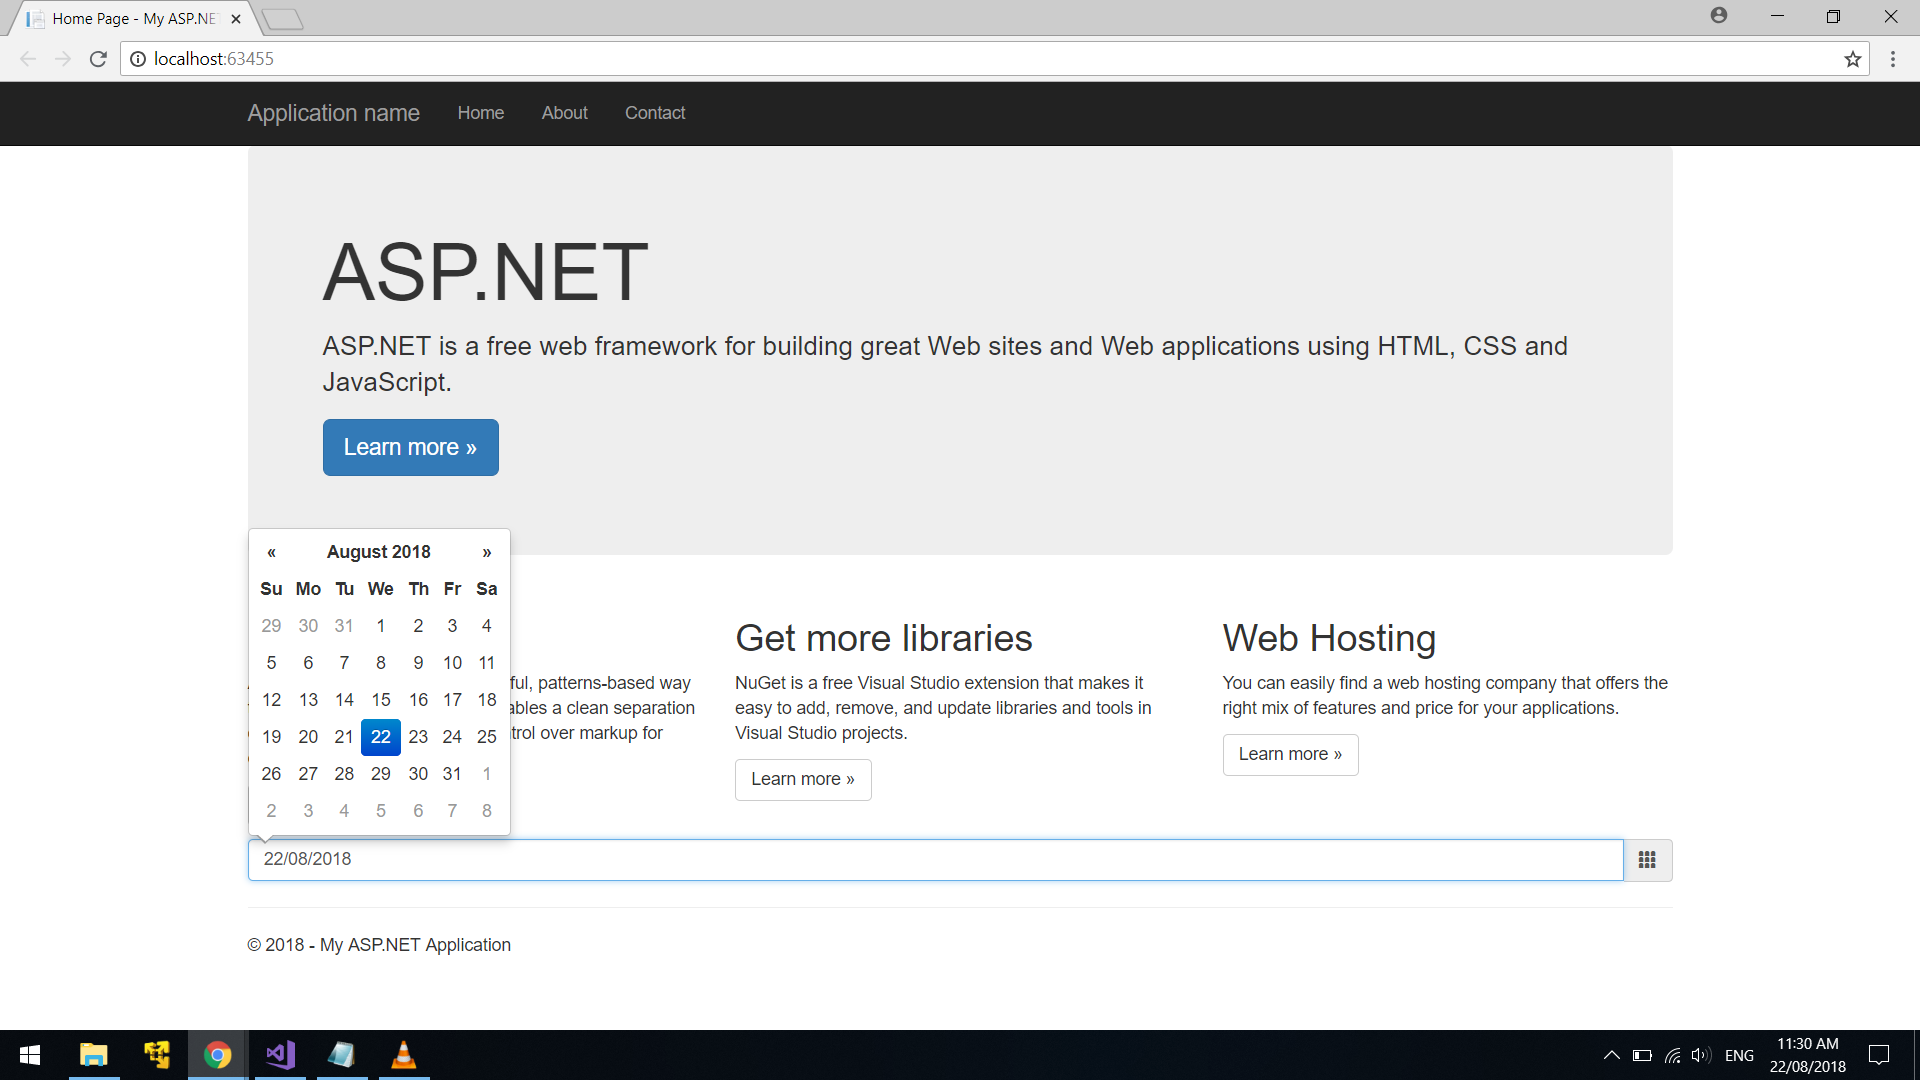 Home Page - My ASP.NE
localhost:63455
Application name Home About Contact
ASP.NET
ASP.NET is a free web framework for building great Web sites and Web applications using HTML, CSS and
JavaScript.
Learn more »
« August 2018 »
Su Mo Tu We Th Fr Sa
29 30 31 1 2 3 4
5 6 7 8 9 10 11
12 13 14 15 16 17 18
19 20 21 22 23 24 25
26 27 28 29 30 31 1
2 3 4 5 6 7 8
ful, patterns-based way
ables a clean separation
trol over markup for
Get more libraries
NuGet is a free Visual Studio extension that makes it
easy to add, remove, and update libraries and tools in
Visual Studio projects.
Learn more »
Web Hosting
You can easily find a web hosting company that offers the
right mix of features and price for your applications.
Learn more »
22/08/2018
© 2018 - My ASP.NET Application
ENG
11:30 AM
22/08/2018